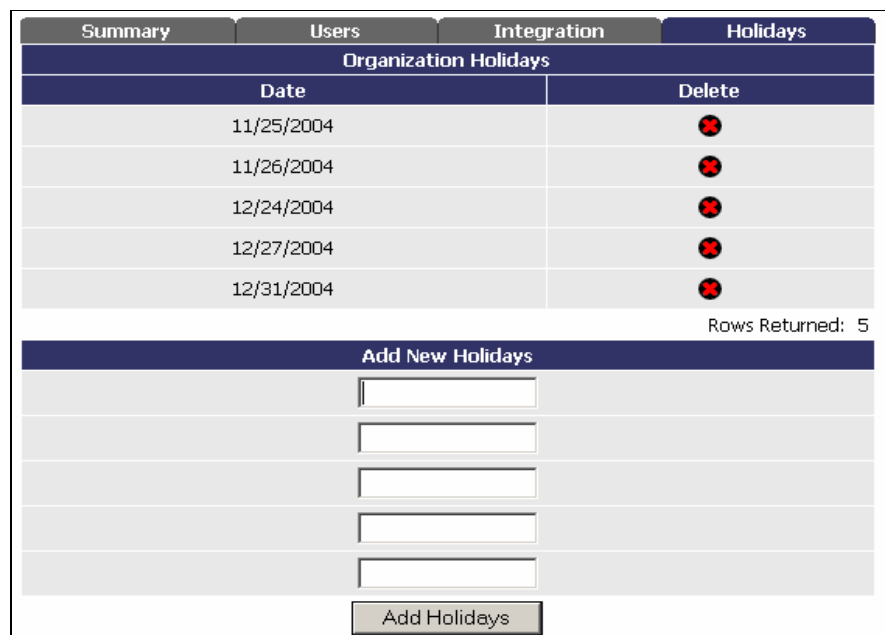 Summary Users Integration Holidays
Organization Holidays
Date Delete
11/25/2004
11/26/2004
12/24/2004
12/27/2004
12/31/2004
Rows Returned: 5
Add New Holidays
Add Holidays